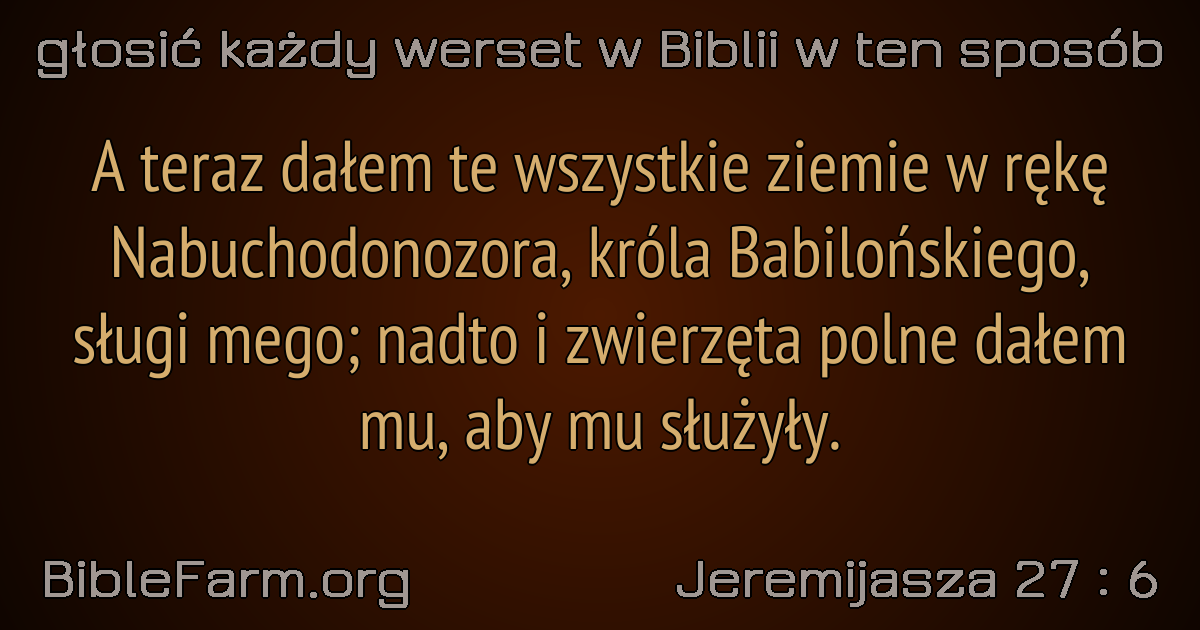 głosić każdy werset w Biblii w ten sposób
A teraz dałem te wszystkie ziemie w rękę
Nabuchodonozora, króla Babilońskiego,
sługi mego; nadto i zwierzęta polne dałem
mu, aby mu służyły.
BibleFarm.org
Jeremijasza 27 : 6